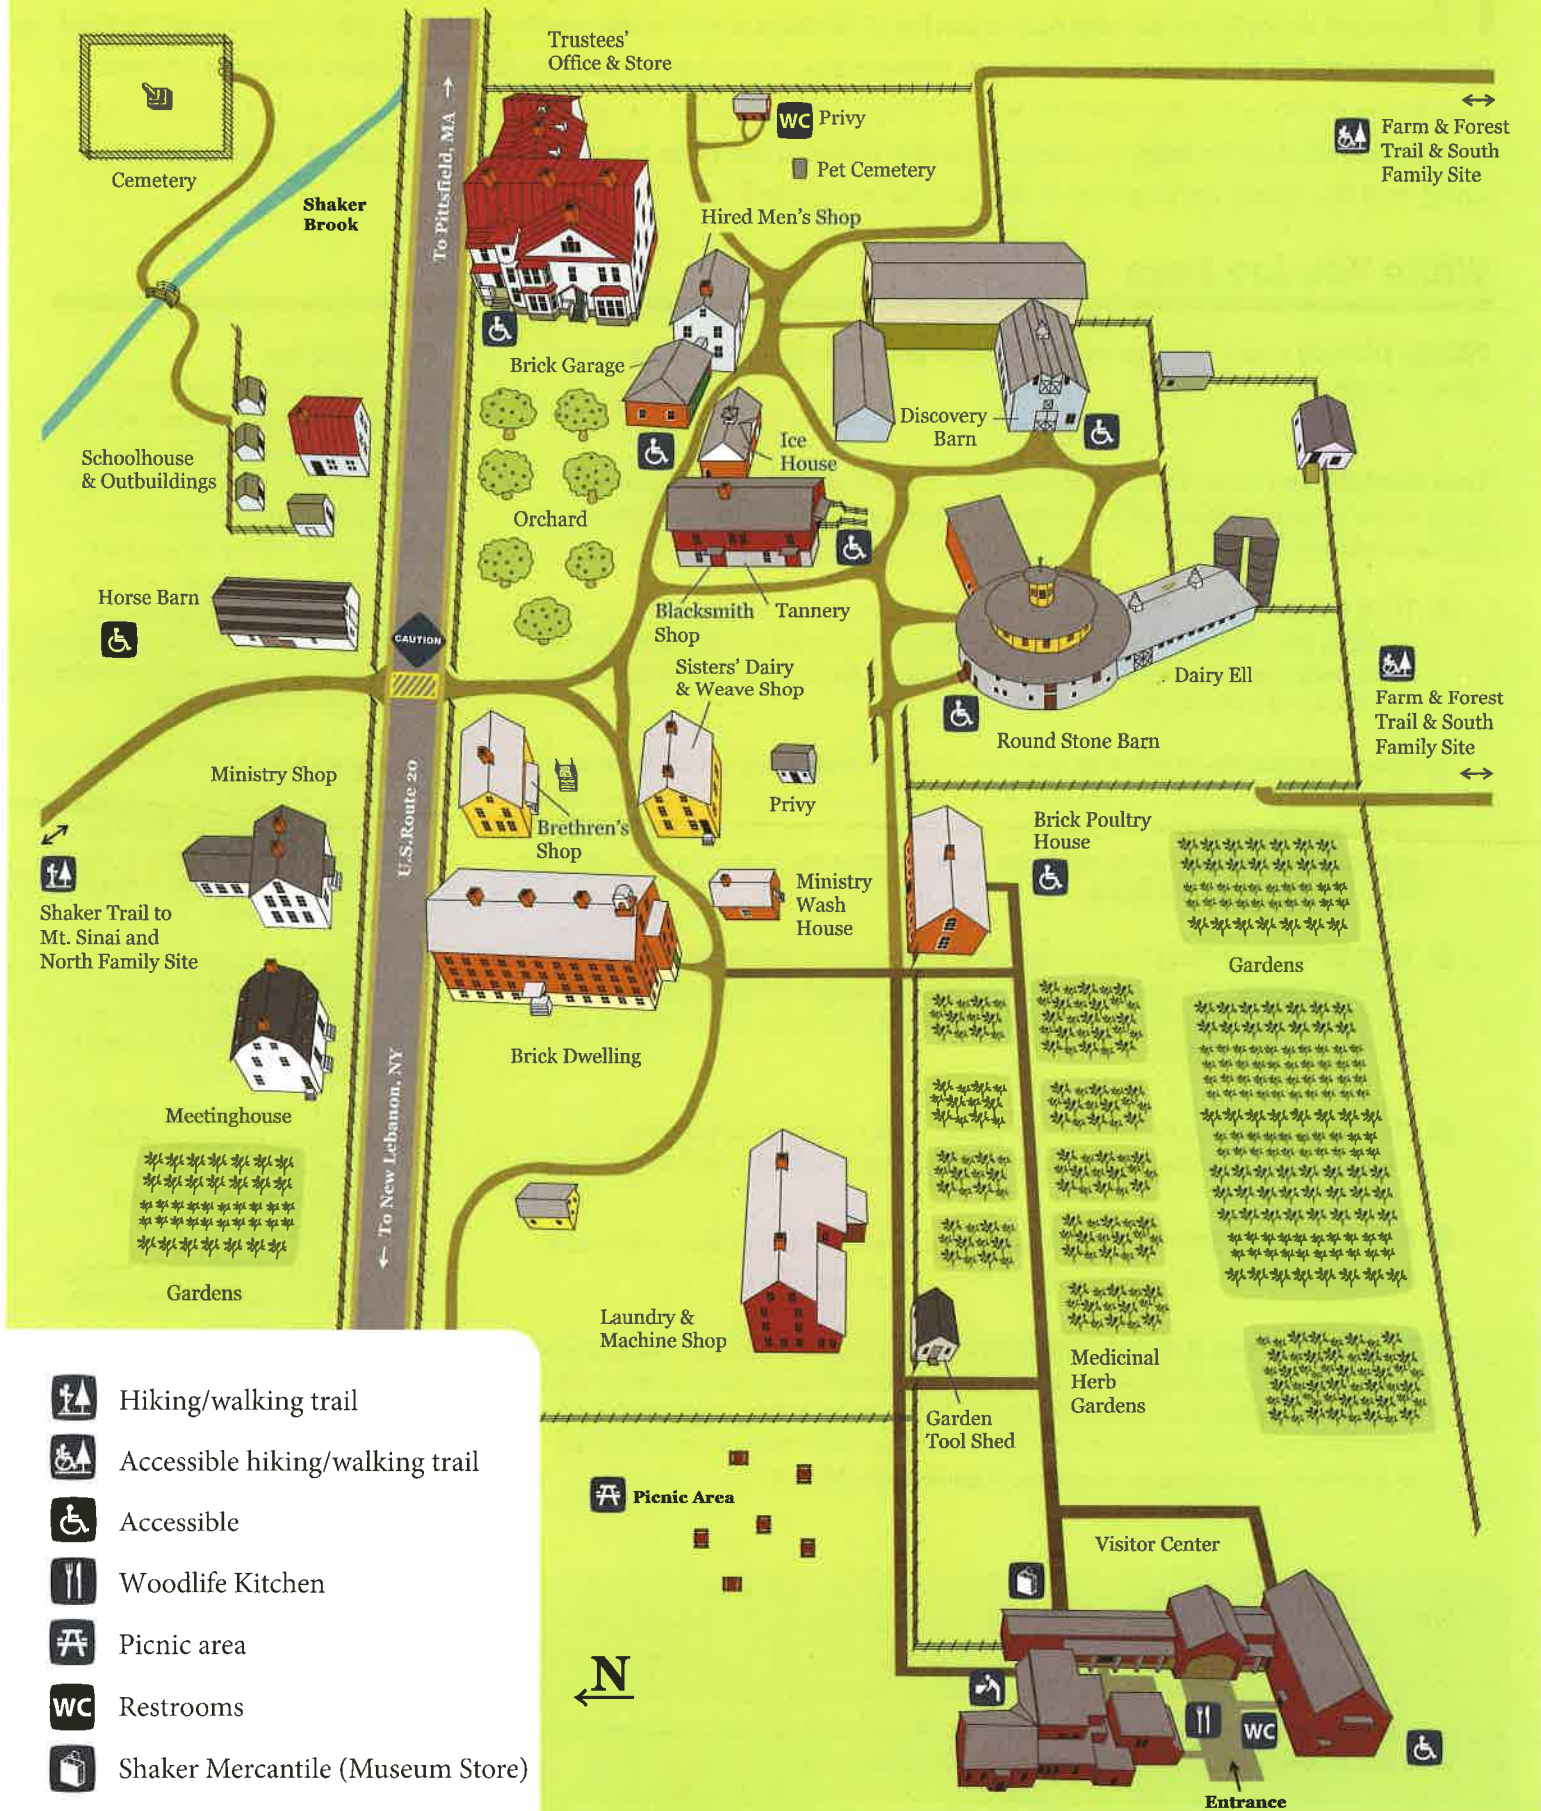 Trustees'
Office & Store
To Pittsfield, MA →
WC Privy
Farm & Forest
Trail & South
Family Site
Cemetery
Pet Cemetery
Shaker
Brook
Hired Men's Shop
Brick Garage
Discovery
Barn
Ice
House
Schoolhouse
& Outbuildings
Orchard
Horse Barn
Blacksmith
Shop
Tannery
CAUTION
Sisters' Dairy
& Weave Shop
Dairy Ell
Farm & Forest
Trail & South
Family Site
Round Stone Barn
Ministry Shop
U.S. Route 20
Privy
Brethren's
Shop
Brick Poultry
House
Ministry
Wash
House
Shaker Trail to
Mt. Sinai and
North Family Site
Gardens
Brick Dwelling
Meetinghouse
← To New Lebanon, NY
Gardens
Laundry &
Machine Shop
Medicinal
Herb
Gardens
Garden
Tool Shed
Picnic Area
Visitor Center
N
WC
Entrance
Hiking/walking trail
Accessible hiking/walking trail
Accessible
Woodlife Kitchen
Picnic area
WC Restrooms
Shaker Mercantile (Museum Store)